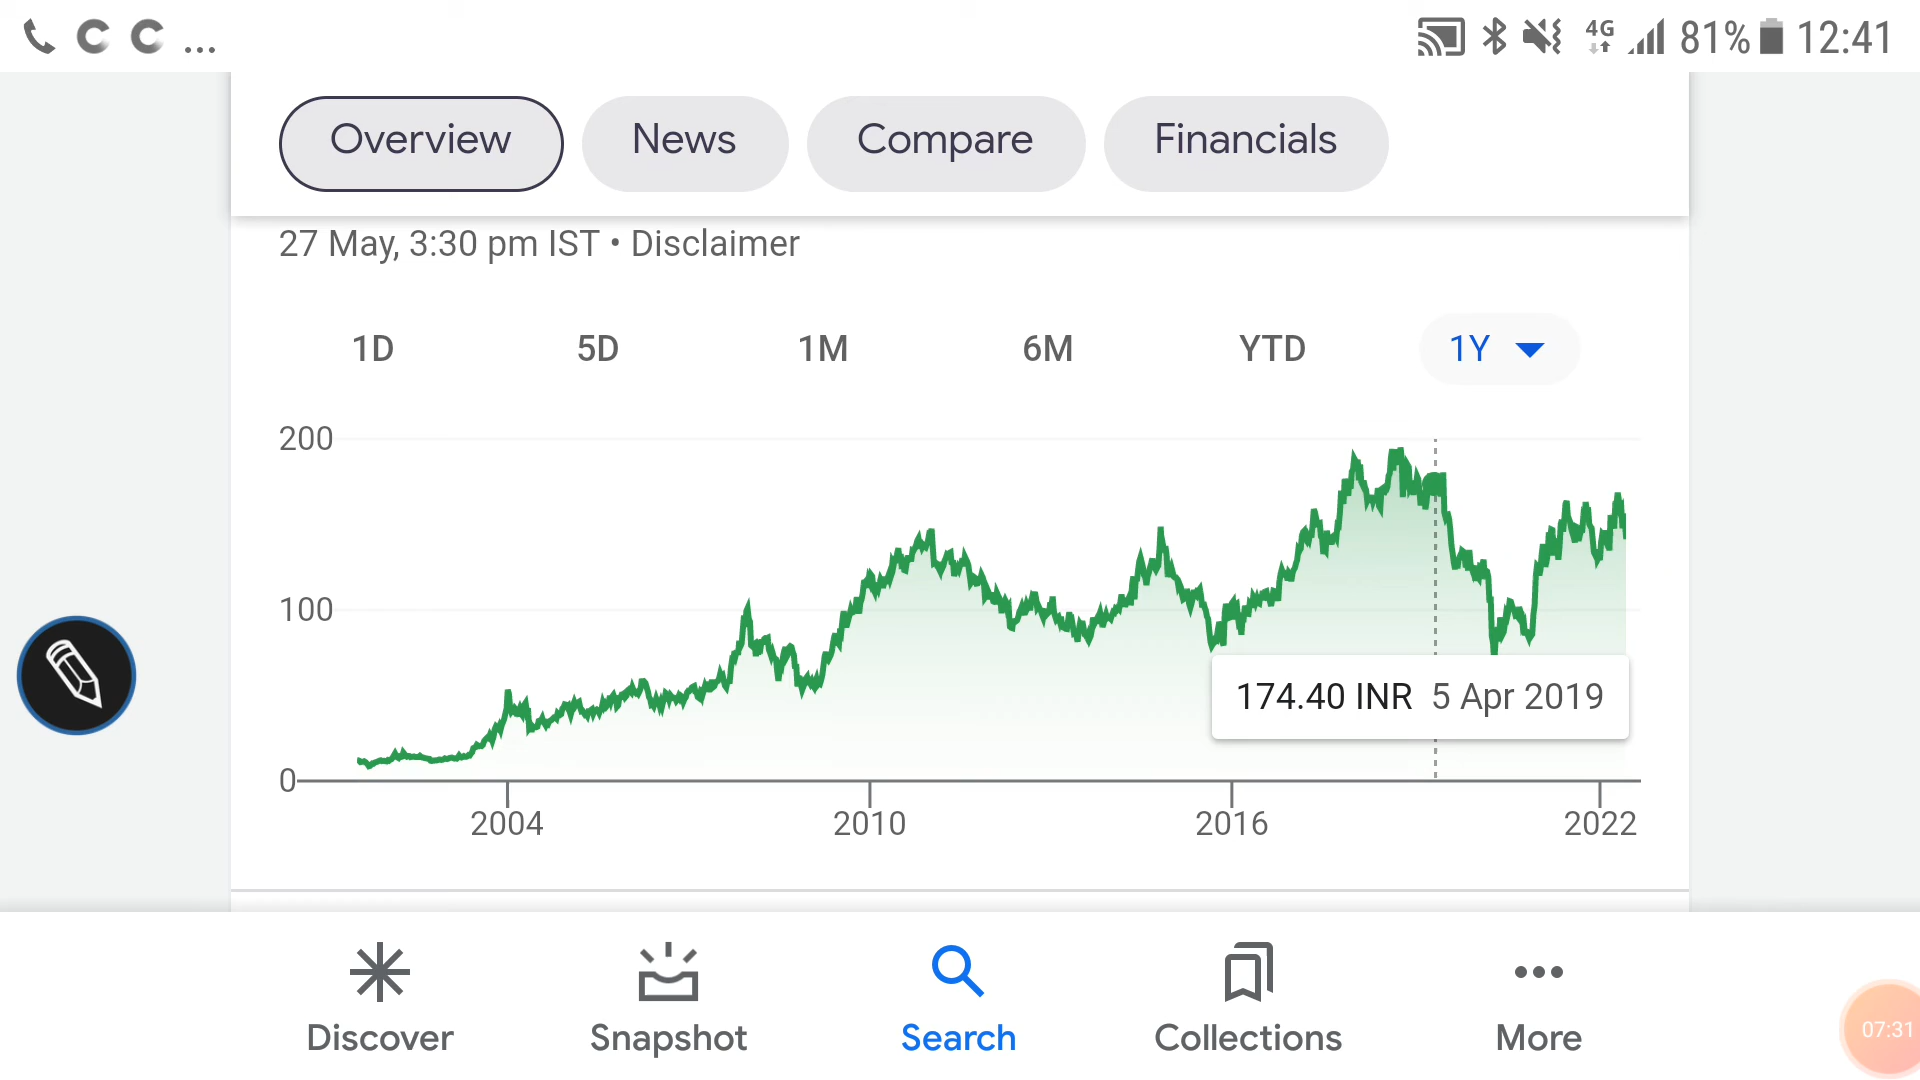 4G 81% 12:41
Overview News Compare Financials
27 May, 3:30 pm IST • Disclaimer
1D 5D 1M 6M YTD 1Y
200
100
174.40 INR 5 Apr 2019
0
2004 2010 2016 2022
Discover Snapshot Search Collections More
07:31